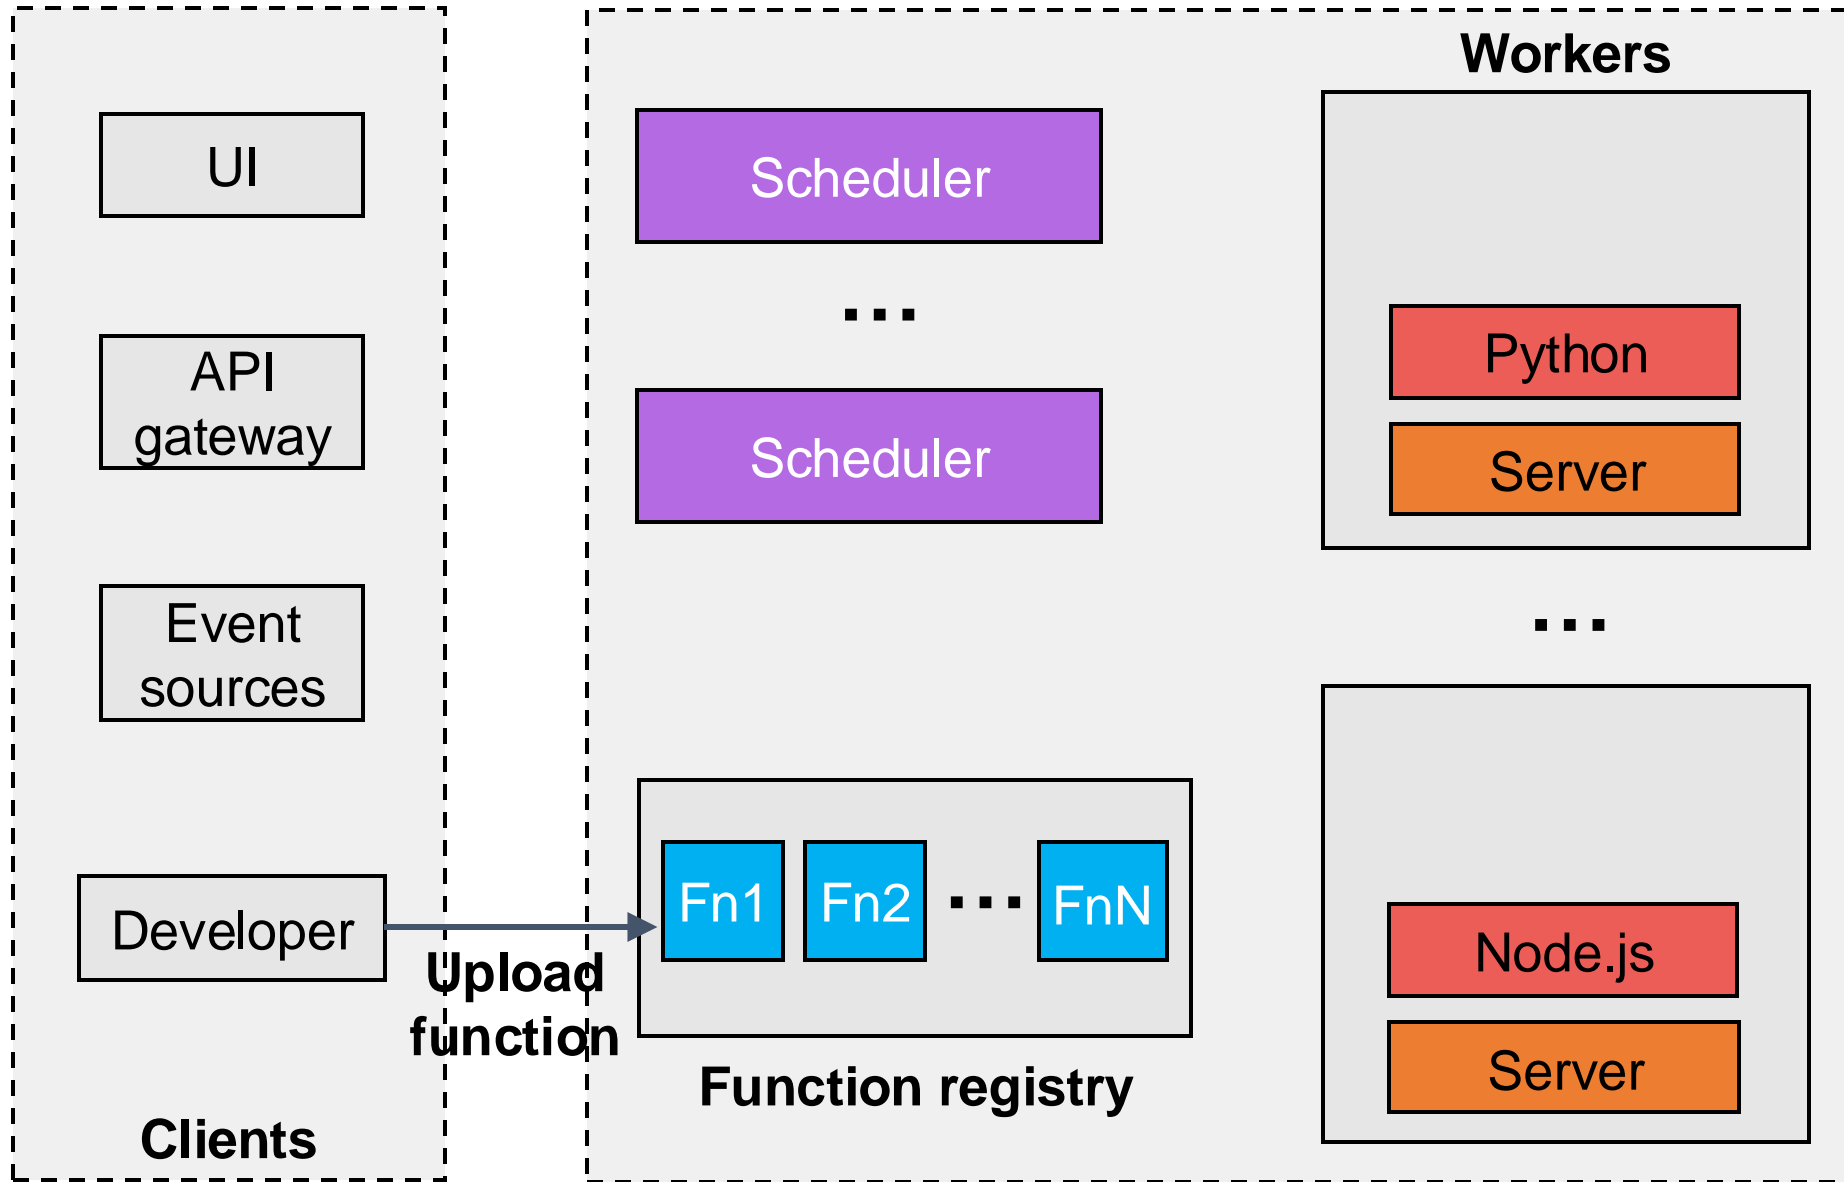 UI
API
gateway
Event
sources
Developer
Clients
Upload
function
Scheduler
...
Scheduler
Fn1 Fn2 ... FnN
Function registry
Workers
Python
Server
...
Node.js
Server